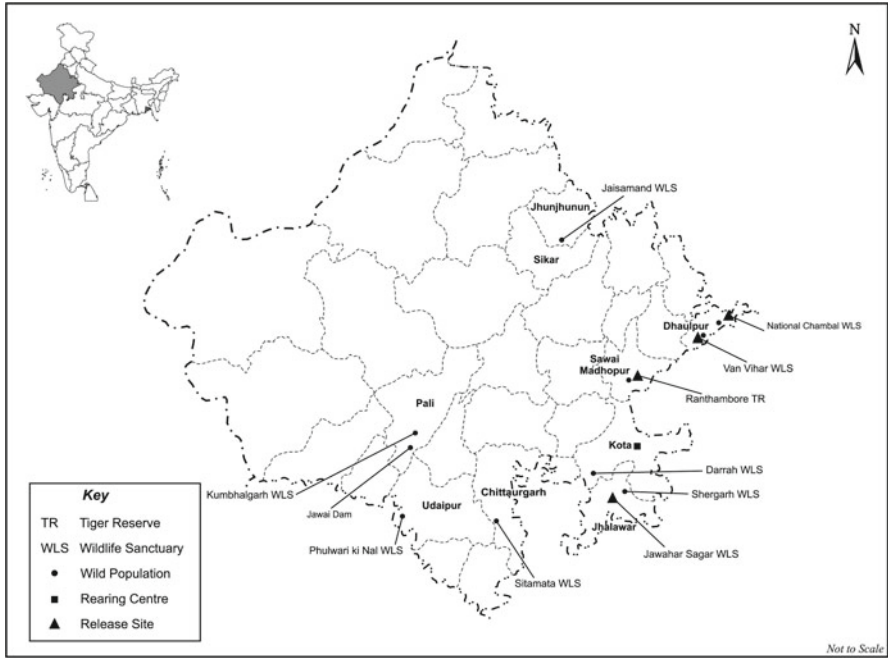 N
Jaisamand WLS
Jhunjhunun
Sikar
National Chambal WLS
Dhaulpur
Van Vihar WLS
Sawai
Madhopur
Ranthambore TR
Pali
Kota
Darrah WLS
Kumbhalgarh WLS
Shergarh WLS
Chittaurgarh
Udaipur
Jawai Dam
Jhalawar
Phulwari ki Nal WLS
Jawahar Sagar WLS
Sitamata WLS
Key
TR Tiger Reserve
WLS Wildlife Sanctuary
Wild Population
Rearing Centre
Release Site
Not to Scale